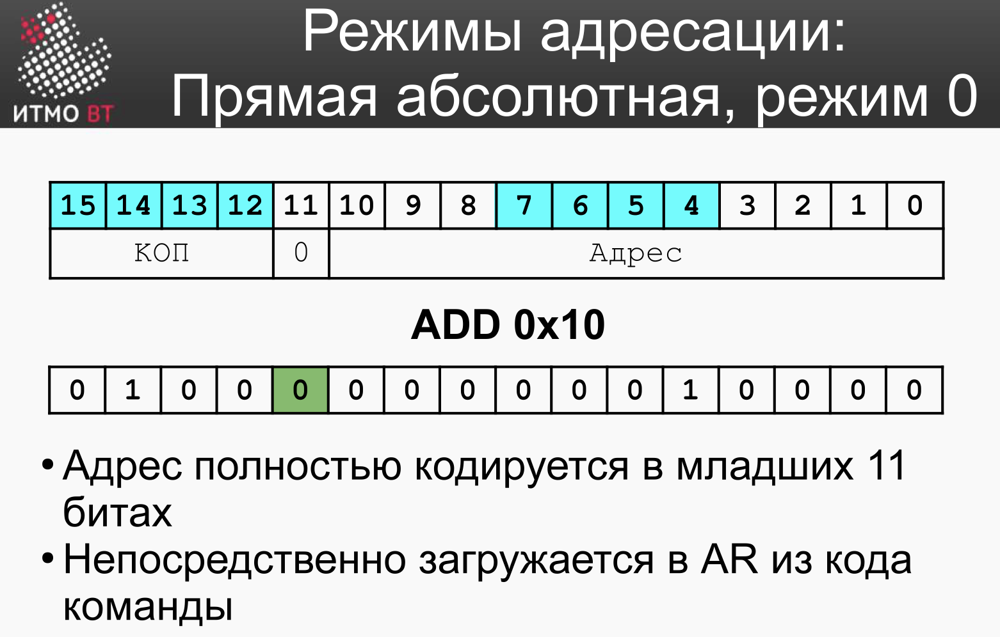 ИТМО ВТ
Режимы адресации:
Прямая абсолютная, режим 0
15 14 13 12 11 10 9 8 7 6 5 4 3 2 1 0
КОП 0 Адрес
ADD 0x10
0 1 0 0 0 0 0 0 0 0 0 1 0 0 0 0
• Адрес полностью кодируется в младших 11
битах
• Непосредственно загружается в AR из кода
команды